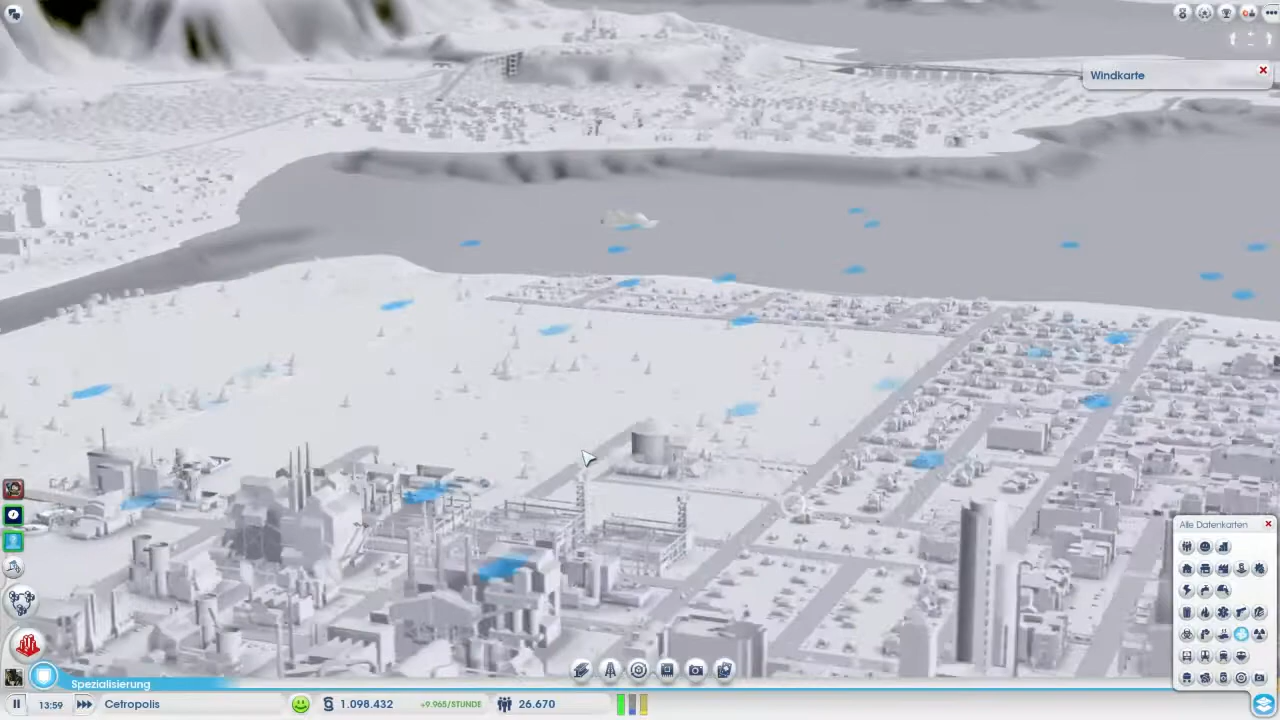 Windkarte
Alle Datenkarten
Spezialisierung
13:59
Cetropolis
1.098.432
+9.965/STUNDE
26.670